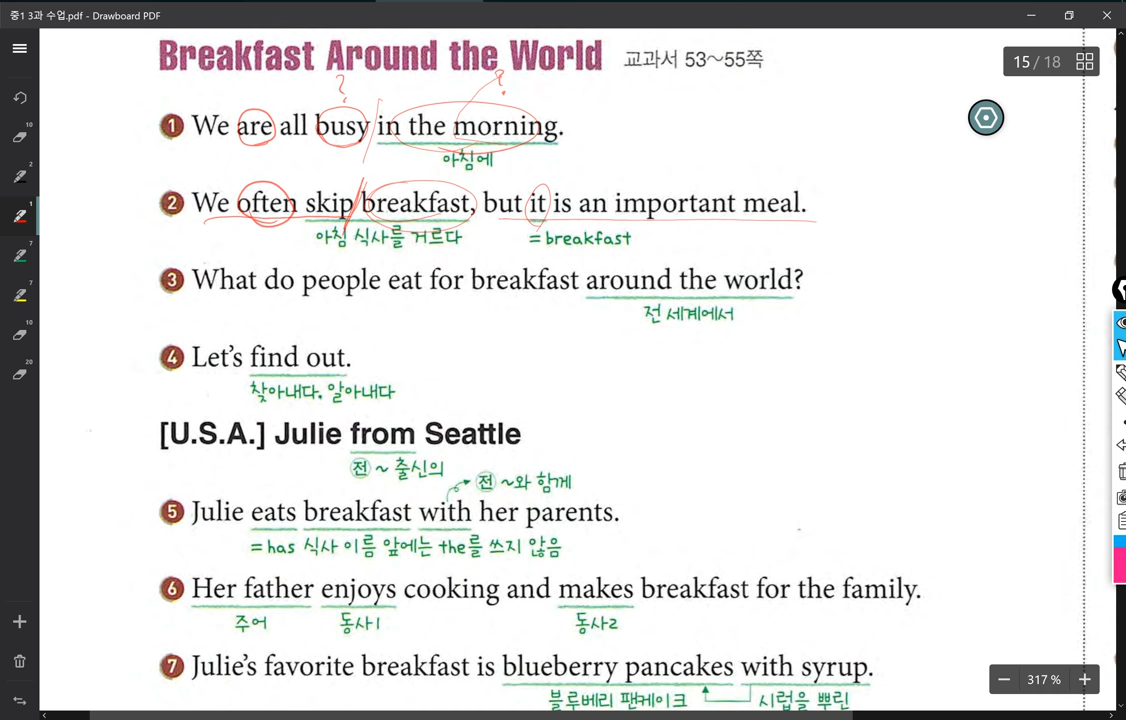 중1 3과 수업.pdf - Drawboard PDF
Breakfast Around the World 교과서 53~55쪽
15 / 18
? ?
1 We are all busy in the morning.
아침에
2 We often skip breakfast, but it is an important meal.
아침 식사를 거르다 = breakfast
3 What do people eat for breakfast around the world?
전 세계에서
4 Let's find out.
찾아내다. 알아내다
[U.S.A.] Julie from Seattle
전 ~ 출신의
전 ~와 함께
5 Julie eats breakfast with her parents.
= has 식사 이름 앞에는 the를 쓰지 않음
6 Her father enjoys cooking and makes breakfast for the family.
주어 동사1 동사2
7 Julie's favorite breakfast is blueberry pancakes with syrup.
블루베리 팬케이크 시럽을 뿌린
10
2
1
7
7
10
20
317 %